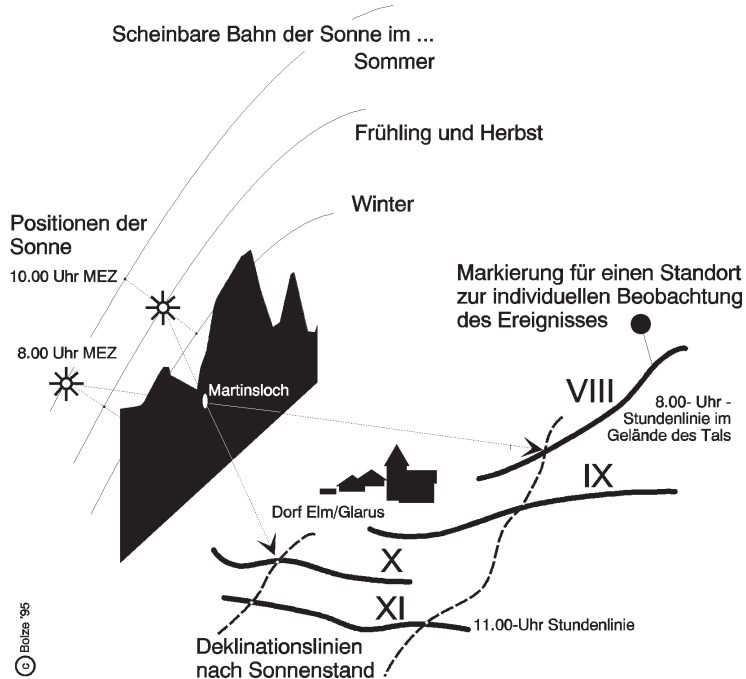 Scheinbare Bahn der Sonne im ...
Sommer
Frühling und Herbst
Winter
Positionen der
Sonne
10.00 Uhr MEZ
8.00 Uhr MEZ
Martinsloch
Markierung für einen Standort
zur individuellen Beobachtung
des Ereignisses
VIII
8.00- Uhr -
Stundenlinie im
Gelände des Tals
IX
Dorf Elm/Glarus
X
XI
11.00-Uhr Stundenlinie
Deklinationslinien
nach Sonnenstand
© Bolze '95